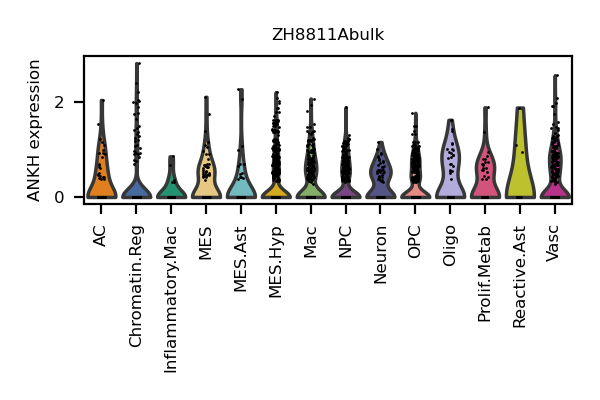 ZH8811Abulk
ANKH expression
2
0
AC
Chromatin.Reg
Inflammatory.Mac
MES
MES.Ast
MES.Hyp
Mac
NPC
Neuron
OPC
Oligo
Prolif.Metab
Reactive.Ast
Vasc